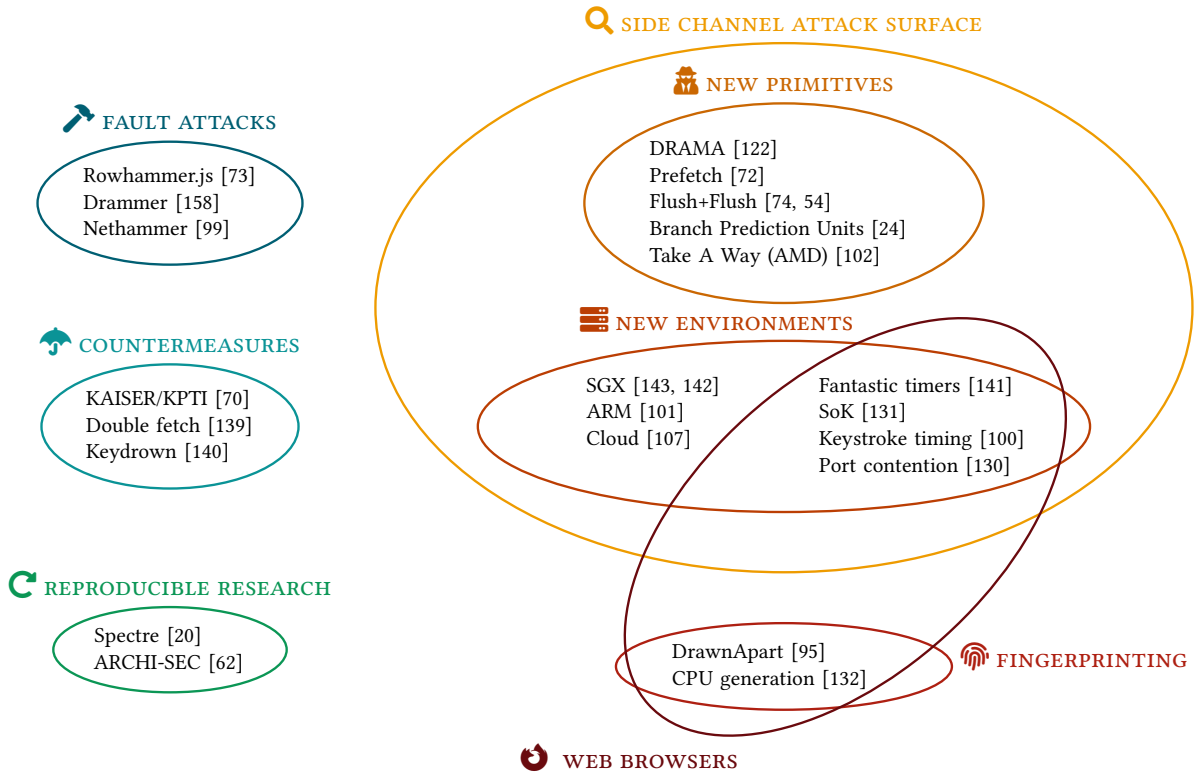 SIDE CHANNEL ATTACK SURFACE
NEW PRIMITIVES
DRAMA [122]
Prefetch [72]
Flush+Flush [74, 54]
Branch Prediction Units [24]
Take A Way (AMD) [102]
FAULT ATTACKS
Rowhammer.js [73]
Drammer [158]
Nethammer [99]
NEW ENVIRONMENTS
SGX [143, 142]
ARM [101]
Cloud [107]
Fantastic timers [141]
SoK [131]
Keystroke timing [100]
Port contention [130]
COUNTERMEASURES
KAISER/KPTI [70]
Double fetch [139]
Keydrown [140]
REPRODUCIBLE RESEARCH
Spectre [20]
ARCHI-SEC [62]
DrawnApart [95]
CPU generation [132]
FINGERPRINTING
WEB BROWSERS